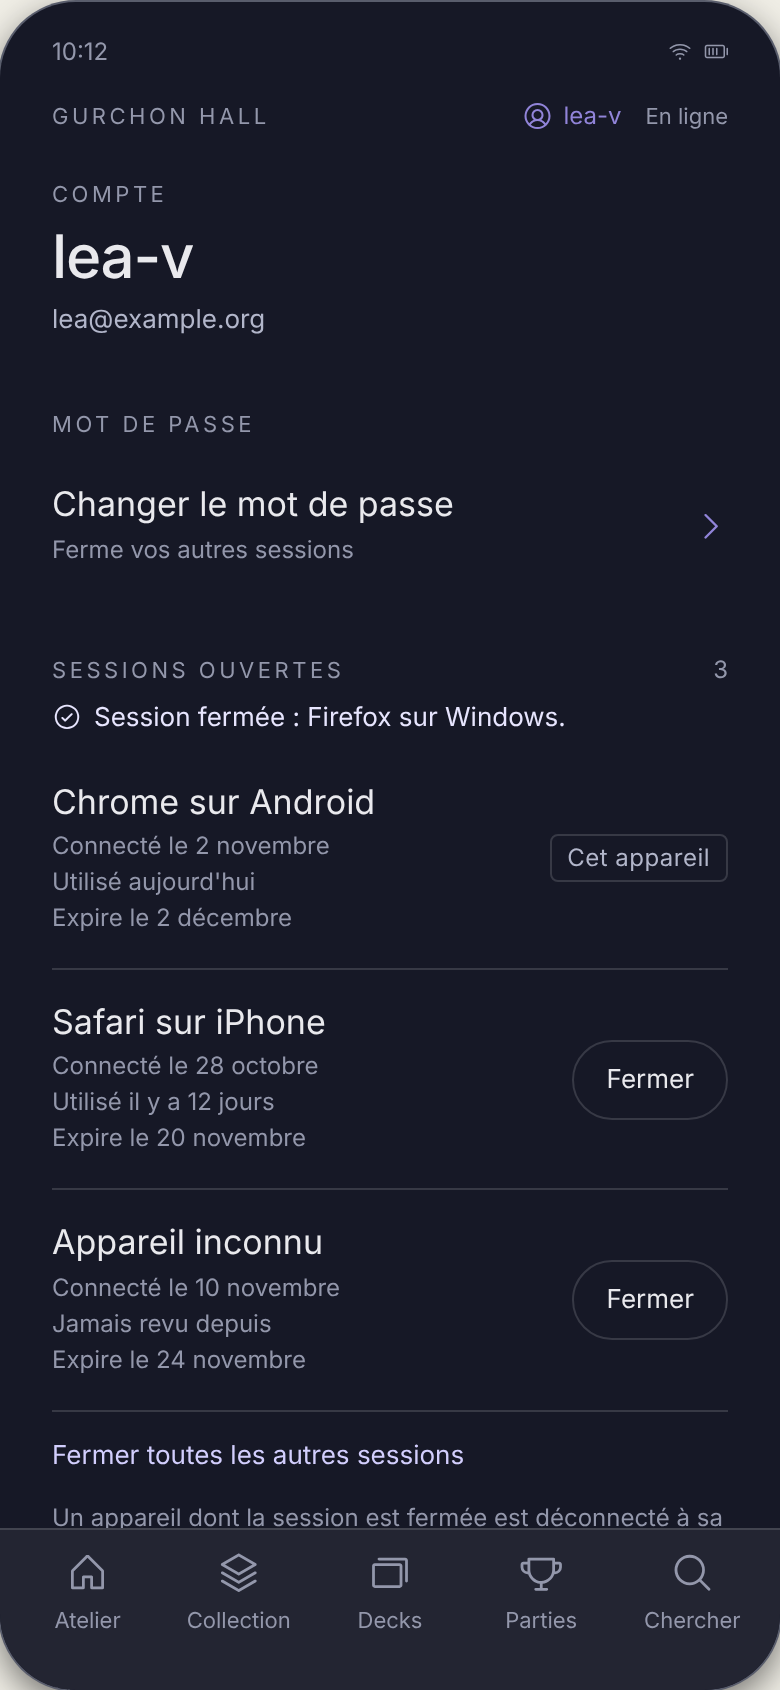 10:12
GURCHON HALL
lea-v En ligne
COMPTE
lea-v
lea@example.org
MOT DE PASSE
Changer le mot de passe
Ferme vos autres sessions
SESSIONS OUVERTES 3
Session fermée : Firefox sur Windows.
Chrome sur Android
Connecté le 2 novembre
Utilisé aujourd'hui
Expire le 2 décembre
Cet appareil
Safari sur iPhone
Connecté le 28 octobre
Utilisé il y a 12 jours
Expire le 20 novembre
Fermer
Appareil inconnu
Connecté le 10 novembre
Jamais revu depuis
Expire le 24 novembre
Fermer
Fermer toutes les autres sessions
Un appareil dont la session est fermée est déconnecté à sa
Atelier
Collection
Decks
Parties
Chercher